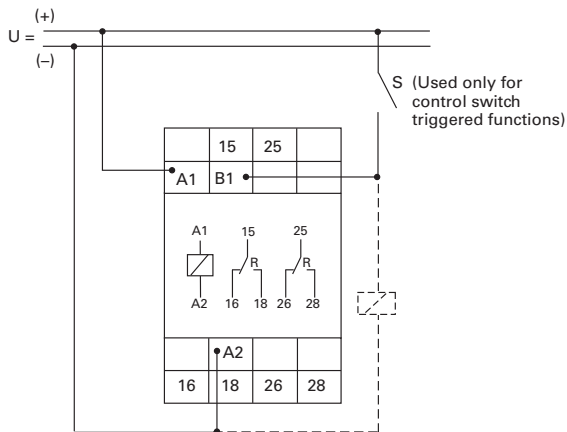 (+)
U =
(–)
S (Used only for
control switch
triggered functions)
15 25
A1 B1
A1 15 25
R R
A2 16 18 26 28
A2
16 18 26 28